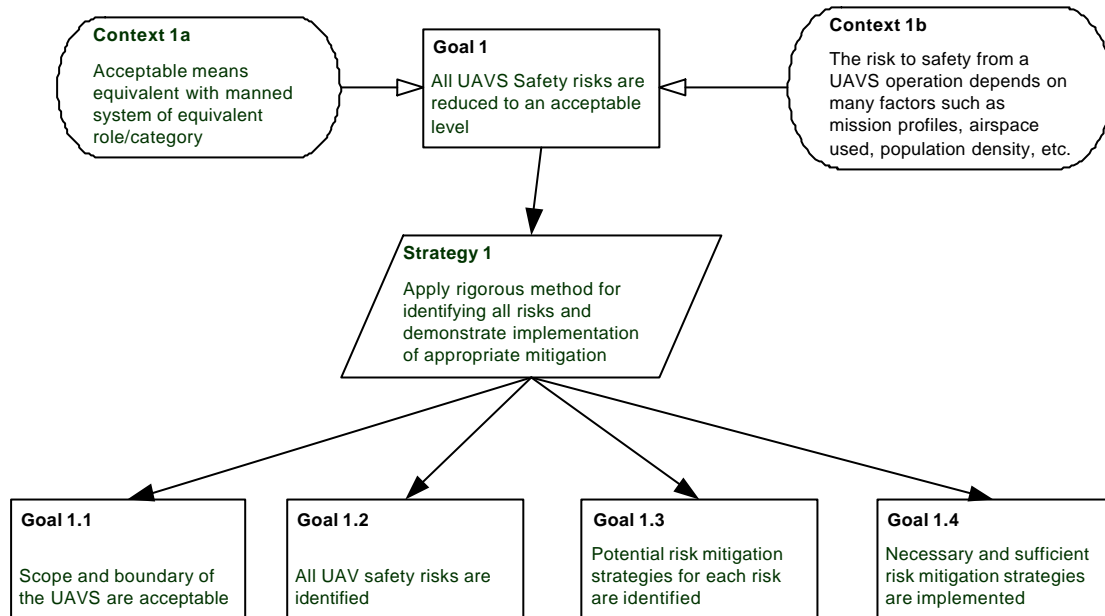 Context 1a
Acceptable means
equivalent with manned
system of equivalent
role/category
Goal 1
All UAVS Safety risks are
reduced to an acceptable
level
Context 1b
The risk to safety from a
UAVS operation depends on
many factors such as
mission profiles, airspace
used, population density, etc.
Strategy 1
Apply rigorous method for
identifying all risks and
demonstrate implementation
of appropriate mitigation
Goal 1.1
Scope and boundary of
the UAVS are acceptable
Goal 1.2
All UAV safety risks are
identified
Goal 1.3
Potential risk mitigation
strategies for each risk
are identified
Goal 1.4
Necessary and sufficient
risk mitigation strategies
are implemented